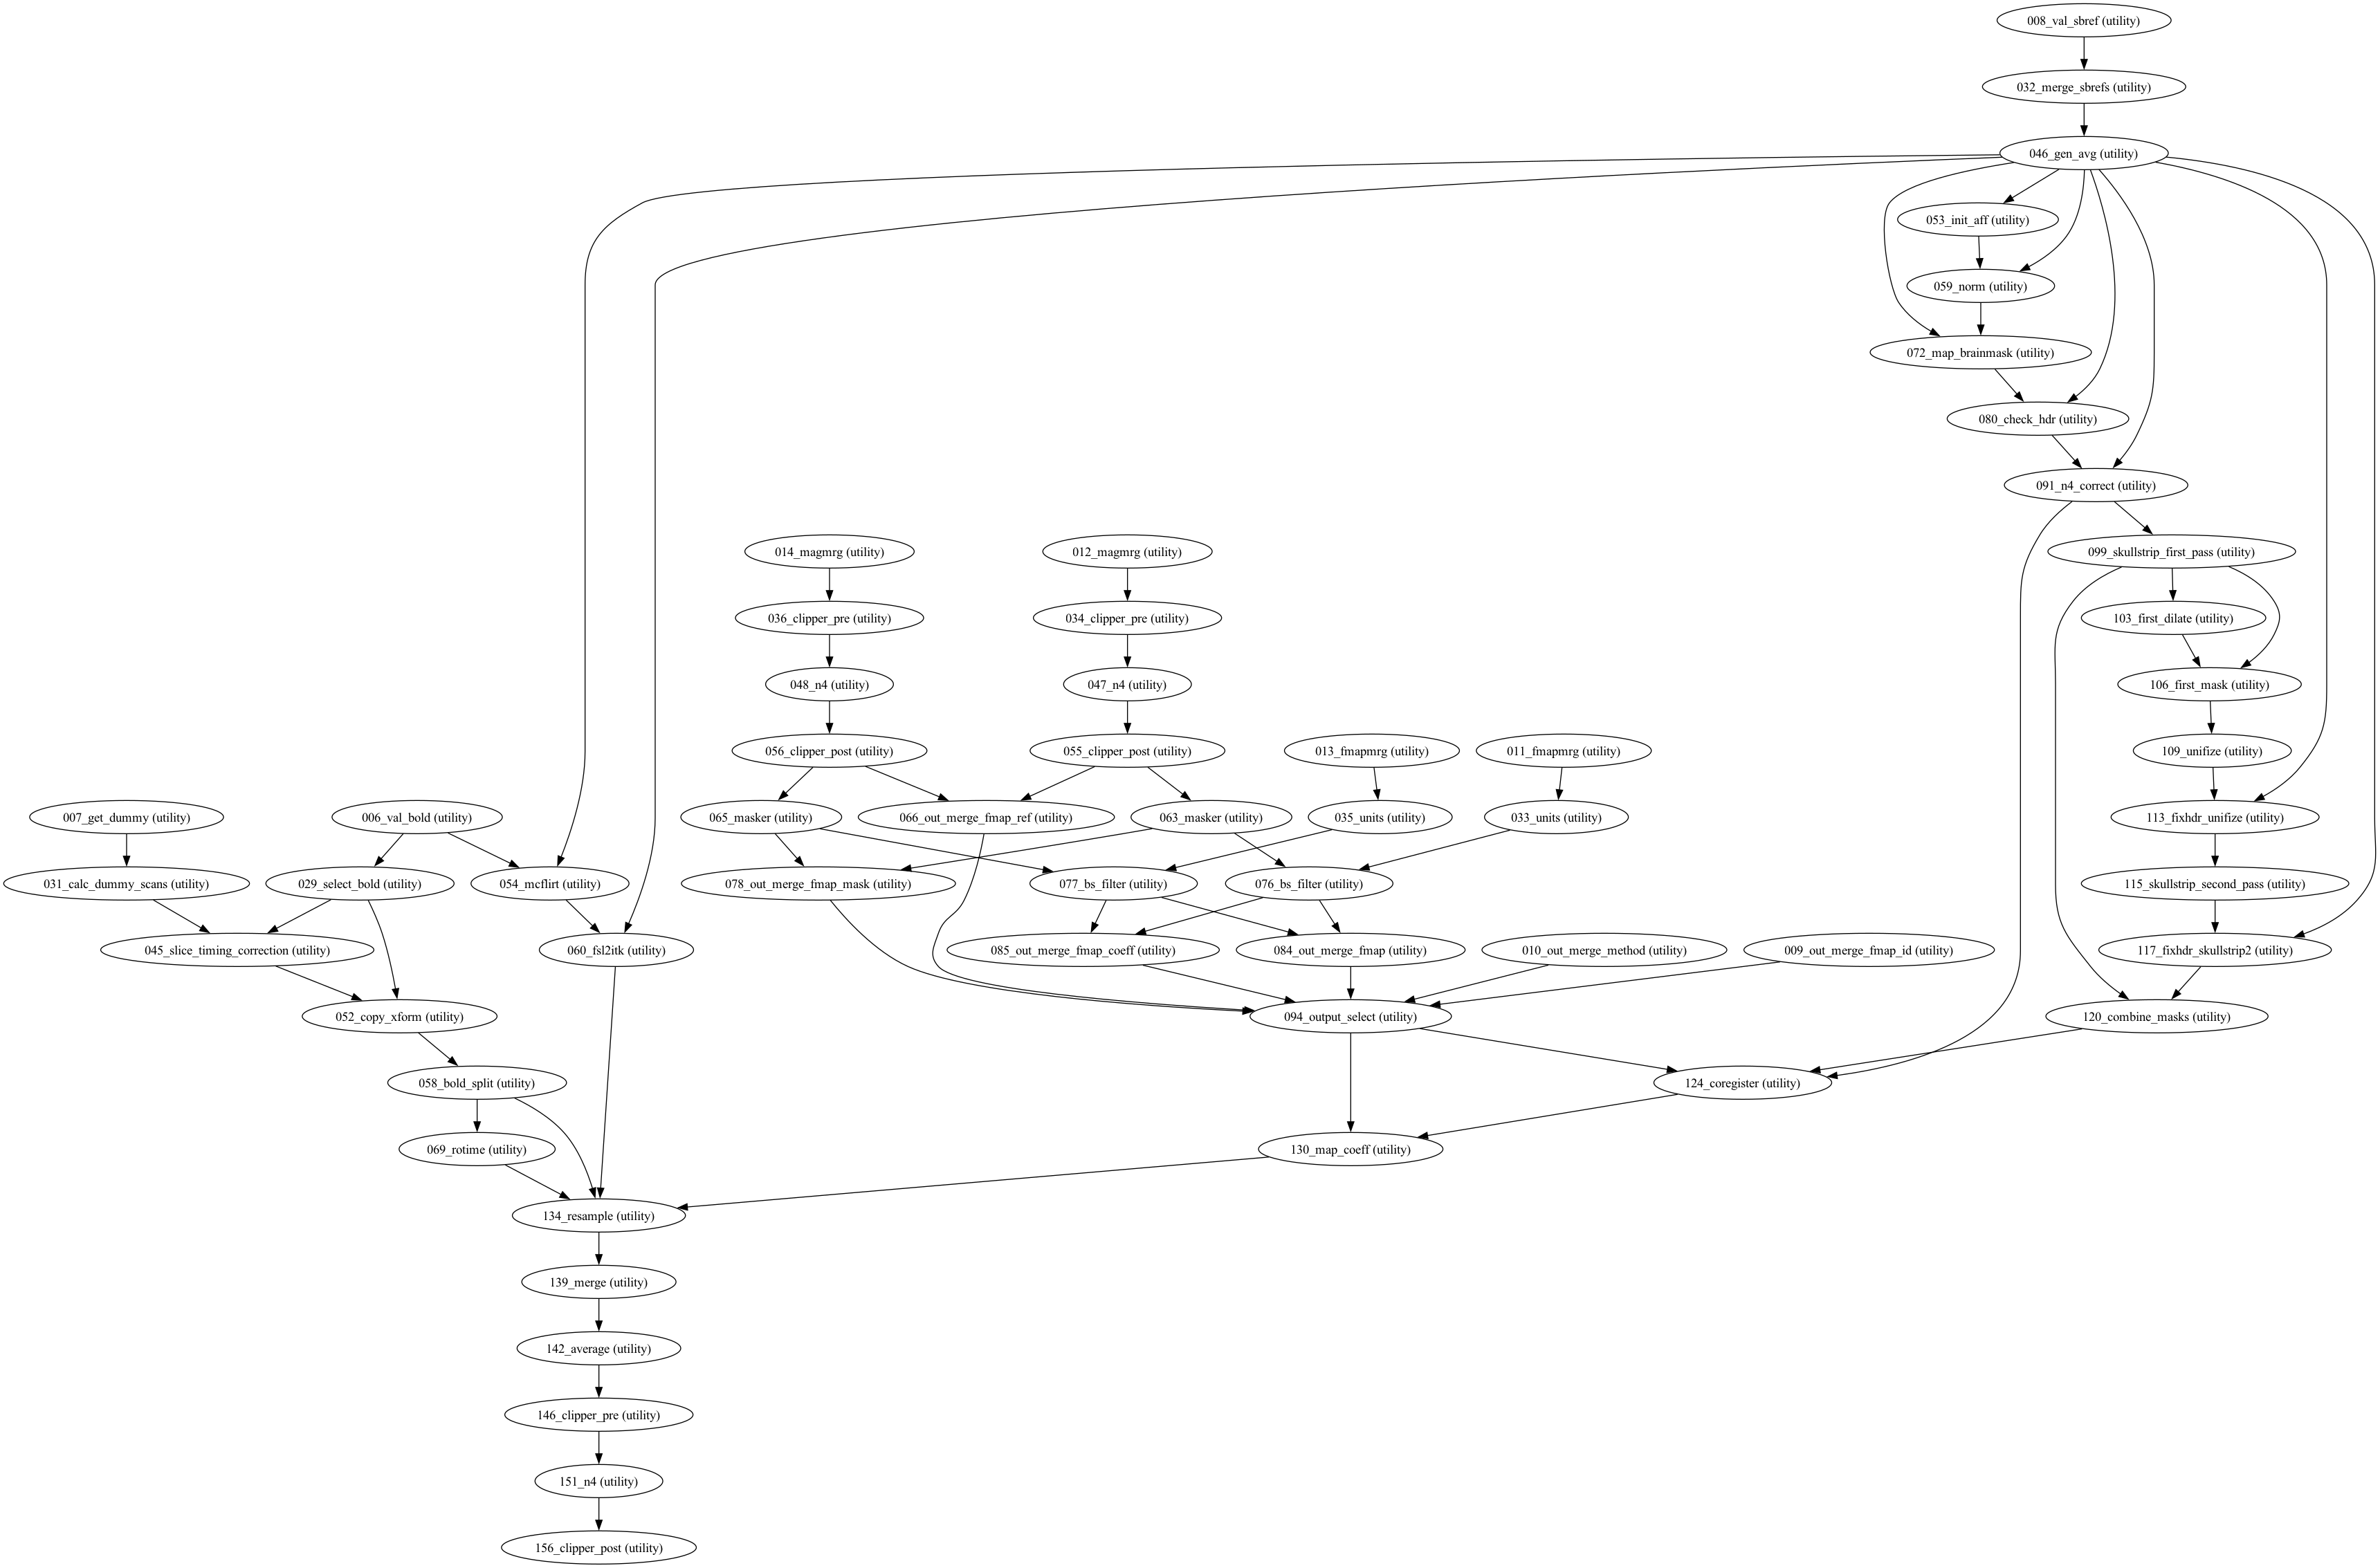 008_val_sbref (utility)
032_merge_sbrefs (utility)
046_gen_avg (utility)
053_init_aff (utility)
059_norm (utility)
072_map_brainmask (utility)
080_check_hdr (utility)
091_n4_correct (utility)
014_magmrg (utility)
012_magmrg (utility)
099_skullstrip_first_pass (utility)
036_clipper_pre (utility)
034_clipper_pre (utility)
103_first_dilate (utility)
048_n4 (utility)
047_n4 (utility)
106_first_mask (utility)
056_clipper_post (utility)
055_clipper_post (utility)
013_fmapmrg (utility)
011_fmapmrg (utility)
109_unifize (utility)
007_get_dummy (utility)
006_val_bold (utility)
065_masker (utility)
066_out_merge_fmap_ref (utility)
063_masker (utility)
035_units (utility)
033_units (utility)
113_fixhdr_unifize (utility)
031_calc_dummy_scans (utility)
029_select_bold (utility)
054_mcflirt (utility)
078_out_merge_fmap_mask (utility)
077_bs_filter (utility)
076_bs_filter (utility)
115_skullstrip_second_pass (utility)
045_slice_timing_correction (utility)
060_fsl2itk (utility)
085_out_merge_fmap_coeff (utility)
084_out_merge_fmap (utility)
010_out_merge_method (utility)
009_out_merge_fmap_id (utility)
117_fixhdr_skullstrip2 (utility)
052_copy_xform (utility)
094_output_select (utility)
120_combine_masks (utility)
058_bold_split (utility)
124_coregister (utility)
069_rotime (utility)
130_map_coeff (utility)
134_resample (utility)
139_merge (utility)
142_average (utility)
146_clipper_pre (utility)
151_n4 (utility)
156_clipper_post (utility)